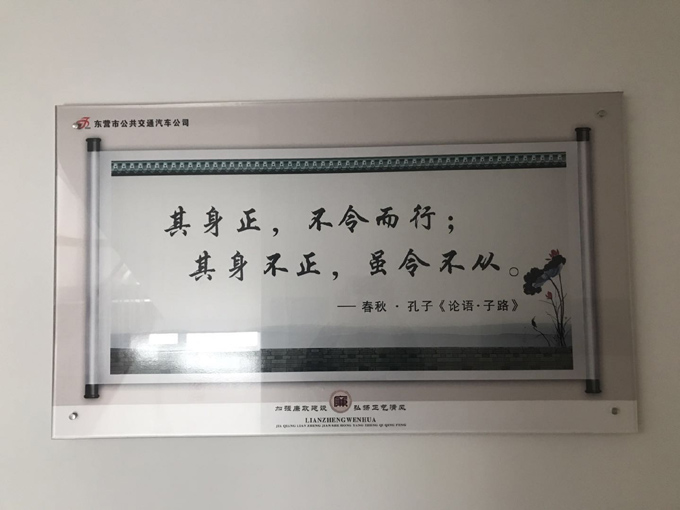 东营市公共交通汽车公司
其身正，不令而行；
其身不正，虽令不从。
—— 春秋·孔子《论语·子路》
加强廉政建设 廉 弘扬正气清风
LIANZHENGWENHUA